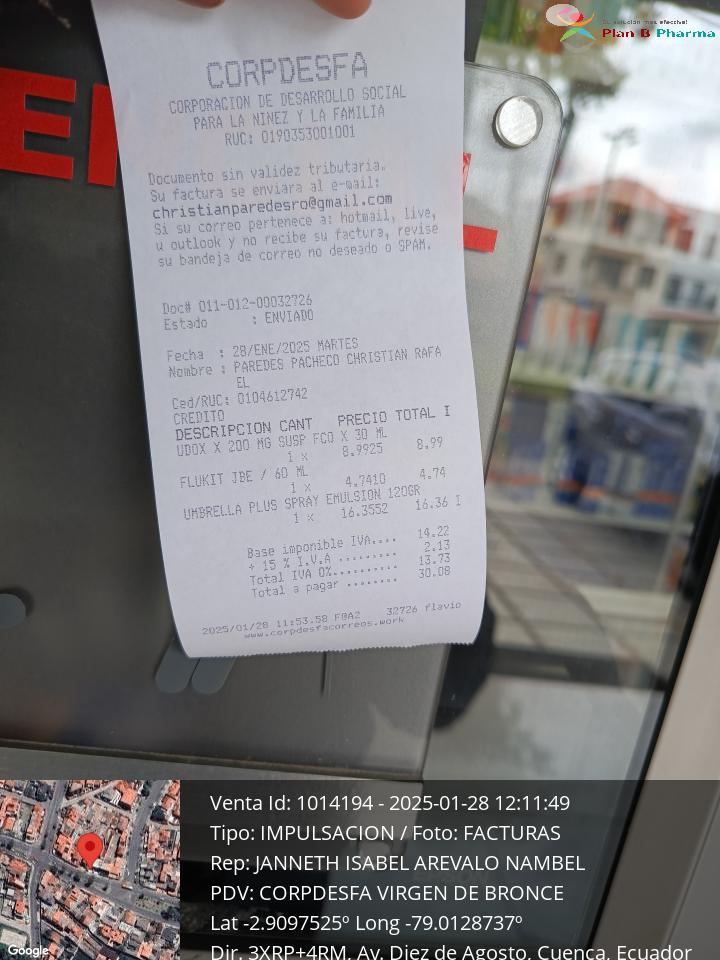 Su solución más efectiva!
Plan B Pharma
CORPDESFA
CORPORACION DE DESARROLLO SOCIAL
PARA LA NINEZ Y LA FAMILIA
RUC: 0190353001001
Documento sin validez tributaria.
Su factura se enviara al e-mail:
christianparedesro@gmail.com
Si su correo pertenece a: hotmail, live,
u outlook y no recibe su factura, revise
su bandeja de correo no deseado o SPAM.
Doc# 011-012-00032726
Estado : ENVIADO
Fecha : 28/ENE/2025 MARTES
Nombre : PAREDES PACHECO CHRISTIAN RAFA
EL
Ced/RUC: 0104612742
CREDITO
DESCRIPCION CANT PRECIO TOTAL I
UDOX X 200 MG SUSP FCO X 30 ML
1 x 8.9925 8.99
FLUKIT JBE / 60 ML
1 x 4.7410 4.74
UMBRELLA PLUS SPRAY EMULSION 120GR
1 x 16.3552 16.36 I
Base imponible IVA.... 14.22
+ 15 % I.V.A ......... 2.13
Total IVA 0%.......... 13.73
Total a pagar ........ 30.08
2025/01/28 11:53.58 F@A2 32726 flavio
www.corpdesfacorreos.work
Venta Id: 1014194 - 2025-01-28 12:11:49
Tipo: IMPULSACION / Foto: FACTURAS
Rep: JANNETH ISABEL AREVALO NAMBEL
PDV: CORPDESFA VIRGEN DE BRONCE
Lat -2.9097525º Long -79.0128737º
Dir. 3XRP+4RM, Av. Diez de Agosto, Cuenca, Ecuador
Google